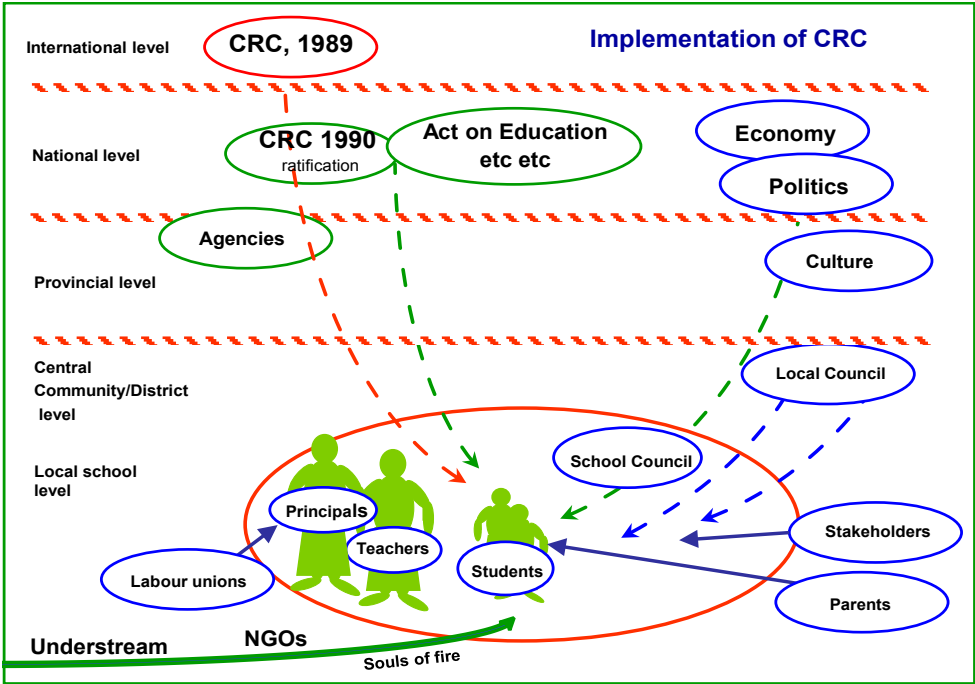 Implementation of CRC
International level
CRC, 1989
National level
CRC 1990
ratification
Act on Education
etc etc
Economy
Politics
Agencies
Culture
Provincial level
Central
Community/District
level
Local Council
Local school
level
School Council
Principals
Teachers
Students
Stakeholders
Labour unions
Parents
Understream
NGOs
Souls of fire